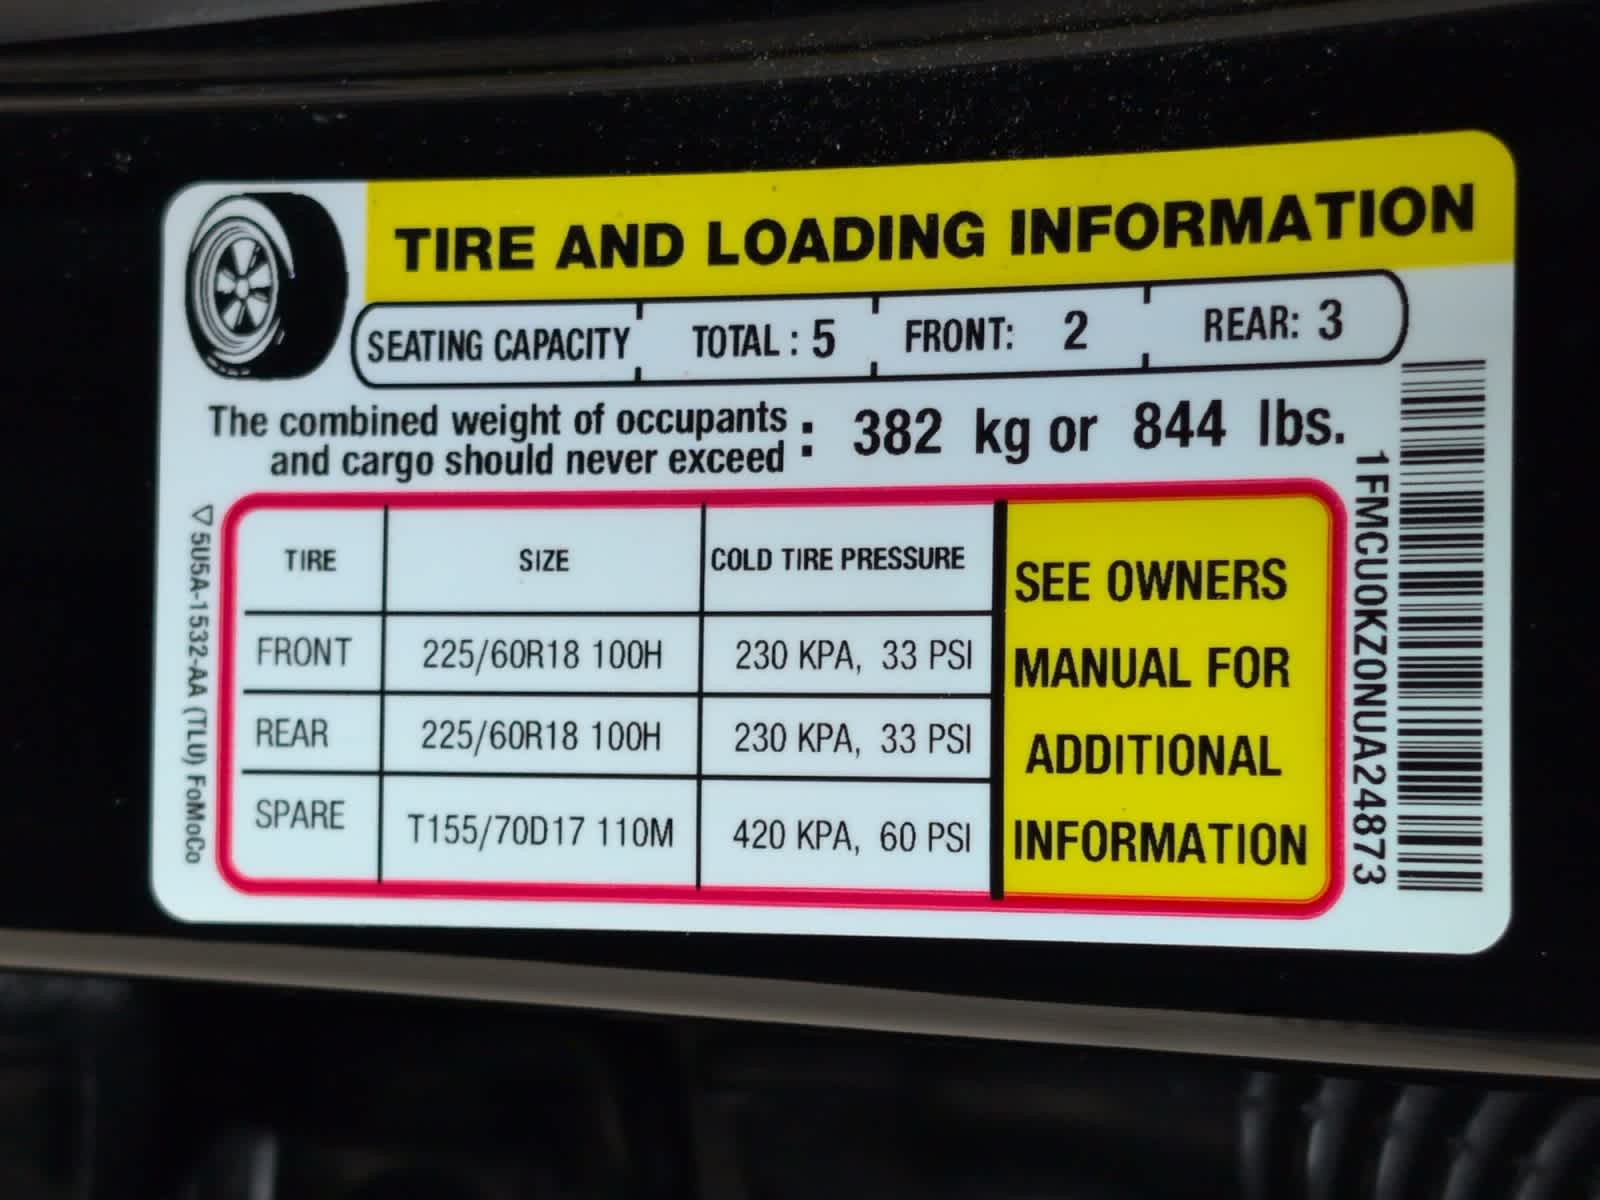 TIRE AND LOADING INFORMATION
SEATING CAPACITY TOTAL : 5 FRONT: 2 REAR: 3
The combined weight of occupants
and cargo should never exceed : 382 kg or 844 lbs.
TIRE SIZE COLD TIRE PRESSURE
FRONT 225/60R18 100H 230 KPA, 33 PSI
REAR 225/60R18 100H 230 KPA, 33 PSI
SPARE T155/70D17 110M 420 KPA, 60 PSI
SEE OWNERS
MANUAL FOR
ADDITIONAL
INFORMATION
5U5A-1532-AA (TLU) FoMoCo
1FMCU0KZ0NUA24873